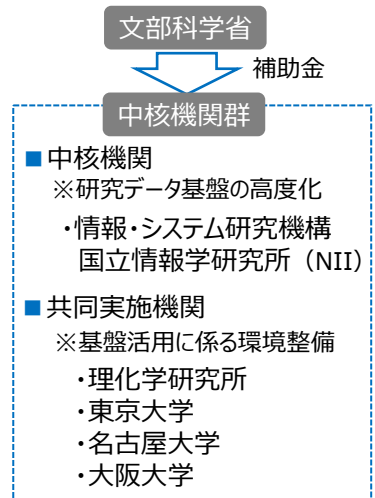 文部科学省
補助金
中核機関群
■中核機関
※研究データ基盤の高度化
・情報・システム研究機構
国立情報学研究所（NII）
■共同実施機関
※基盤活用に係る環境整備
・理化学研究所
・東京大学
・名古屋大学
・大阪大学